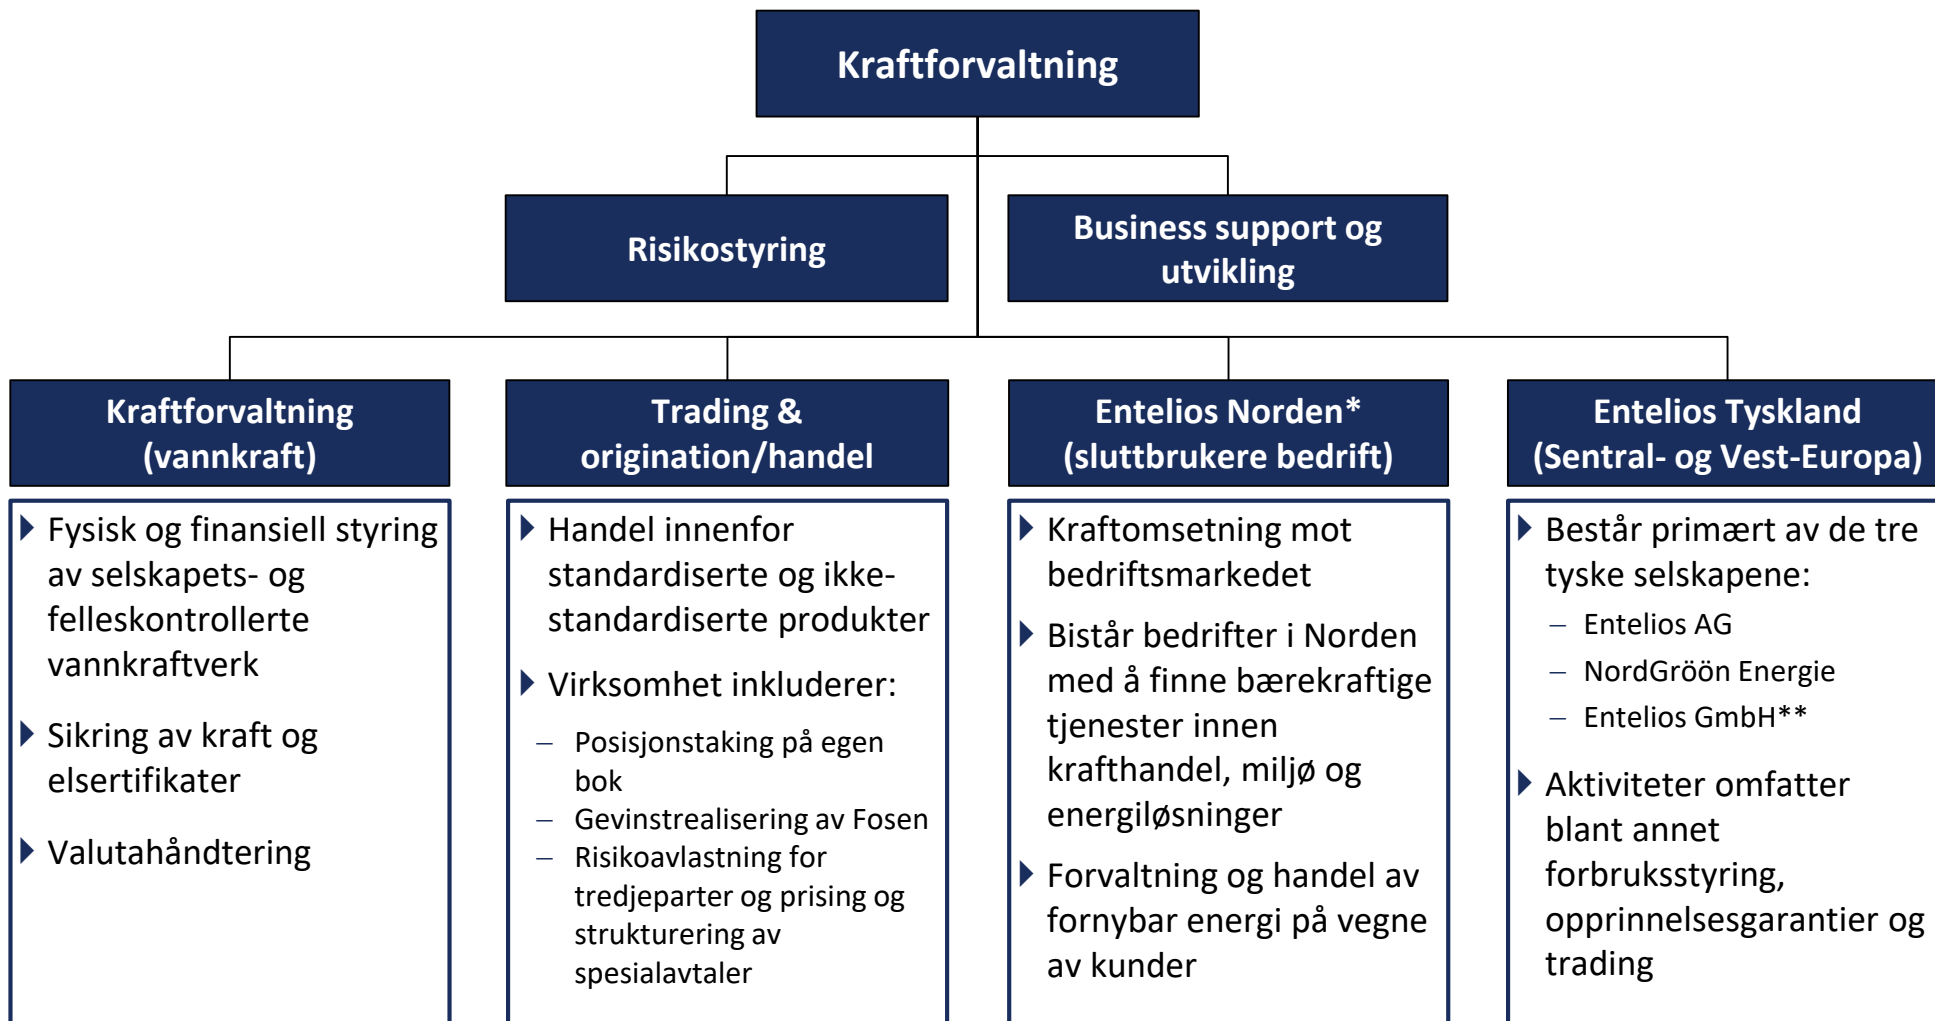 Kraftforvaltning
Risikostyring
Business support og
utvikling
Kraftforvaltning
(vannkraft)
Trading &
origination/handel
Entelios Norden*
(sluttbrukere bedrift)
Entelios Tyskland
(Sentral- og Vest-Europa)
Fysisk og finansiell styring
av selskapets- og
felleskontrollerte
vannkraftverk
Sikring av kraft og
elsertifikater
Valutahåndtering
Handel innenfor
standardiserte og ikke-
standardiserte produkter
Virksomhet inkluderer:
– Posisjonstaking på egen
bok
– Gevinstrealisering av Fosen
– Risikoavlastning for
tredjeparter og prising og
strukturering av
spesialavtaler
Kraftomsetning mot
bedriftsmarkedet
Bistår bedrifter i Norden
med å finne bærekraftige
tjenester innen
krafthandel, miljø og
energiløsninger
Forvaltning og handel av
fornybar energi på vegne
av kunder
Består primært av de tre
tyske selskapene:
– Entelios AG
– NordGröön Energie
– Entelios GmbH**
Aktiviteter omfatter
blant annet
forbruksstyring,
opprinnelsesgarantier og
trading